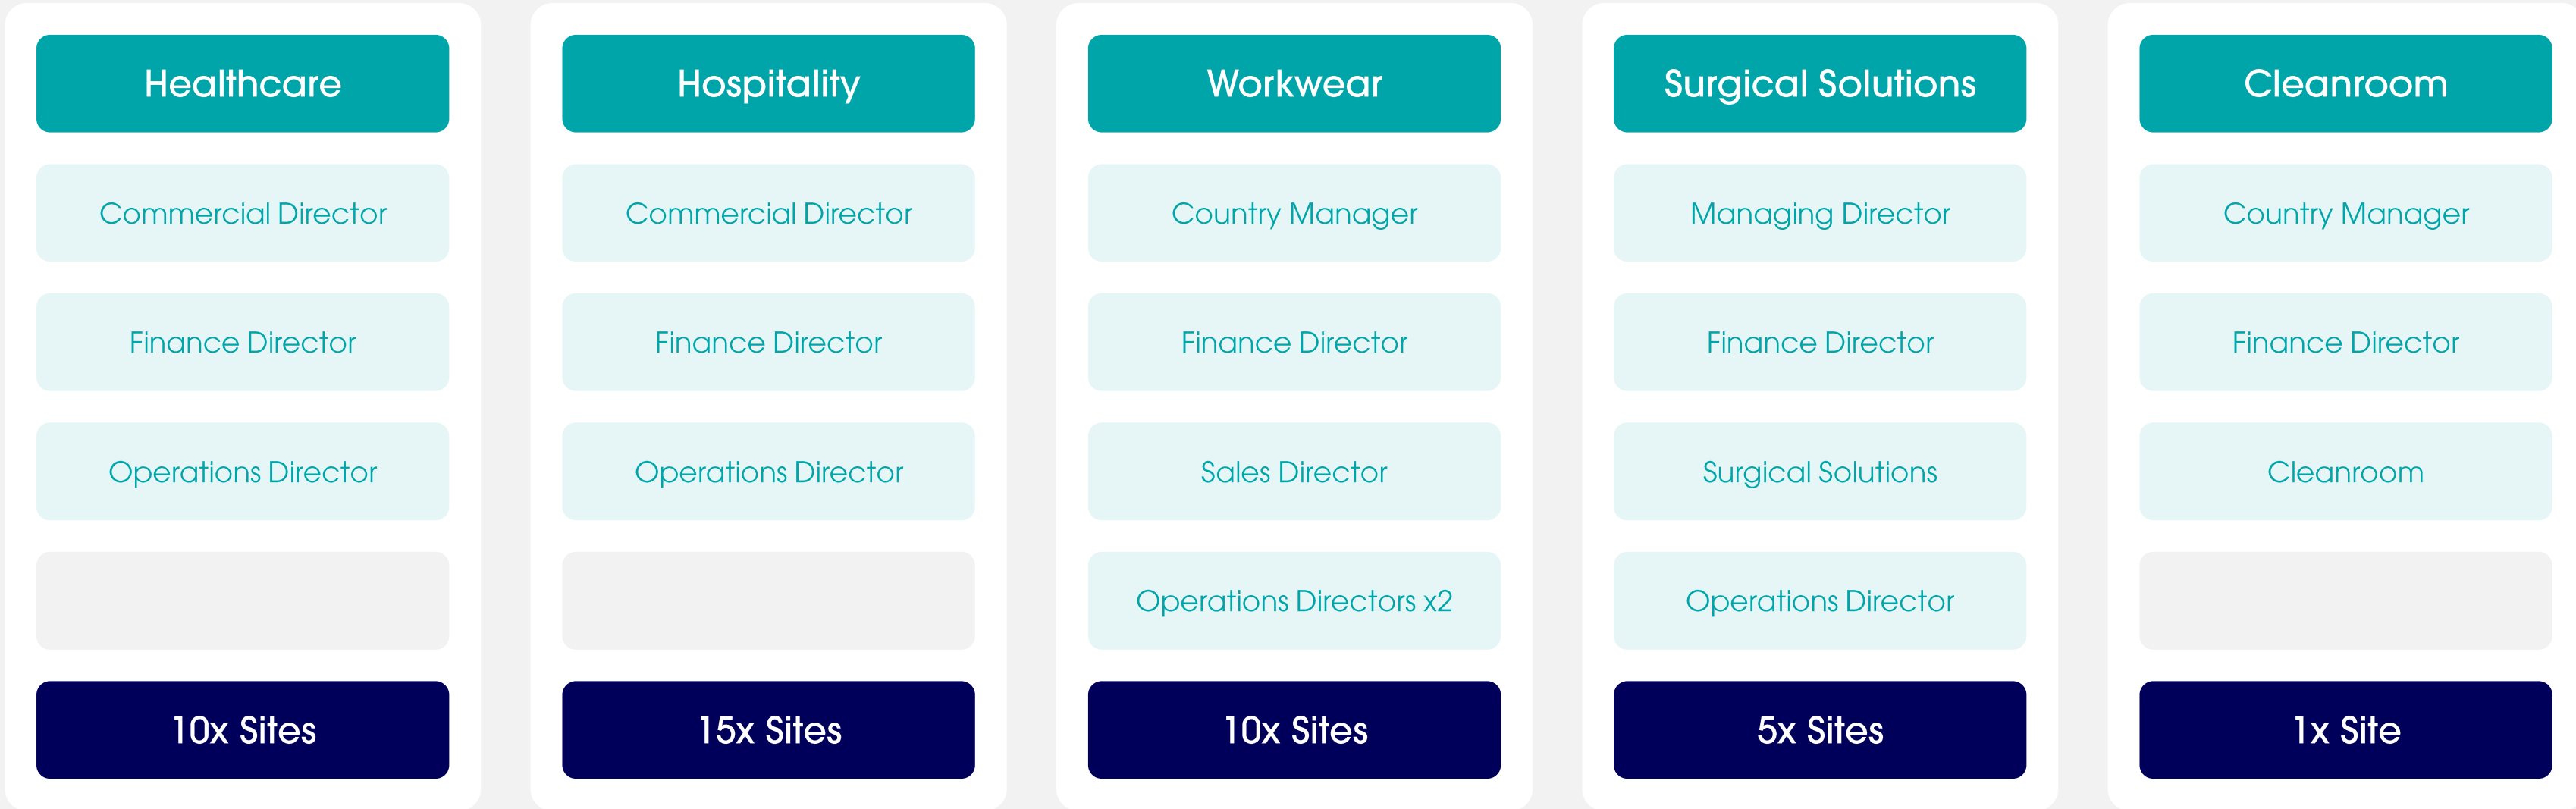 Healthcare
Commercial Director
Finance Director
Operations Director
10x Sites
Hospitality
Commercial Director
Finance Director
Operations Director
15x Sites
Workwear
Country Manager
Finance Director
Sales Director
Operations Directors x2
10x Sites
Surgical Solutions
Managing Director
Finance Director
Surgical Solutions
Operations Director
5x Sites
Cleanroom
Country Manager
Finance Director
Cleanroom
1x Site